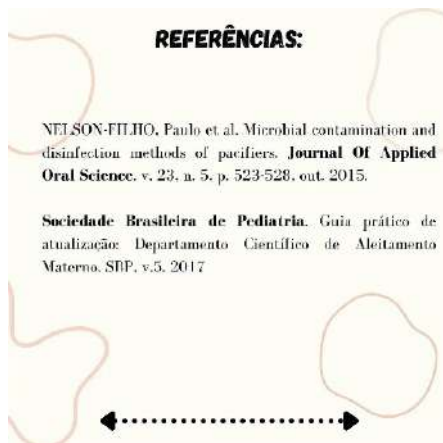 REFERÊNCIAS:
NELSON-FILHO, Paulo et al. Microbial contamination and
disinfection methods of pacifiers. Journal Of Applied
Oral Science. v. 23, n. 5, p. 523-528, out. 2015.
Sociedade Brasileira de Pediatria. Guia prático de
atualização: Departamento Científico de Aleitamento
Materno. SBP, v.5, 2017